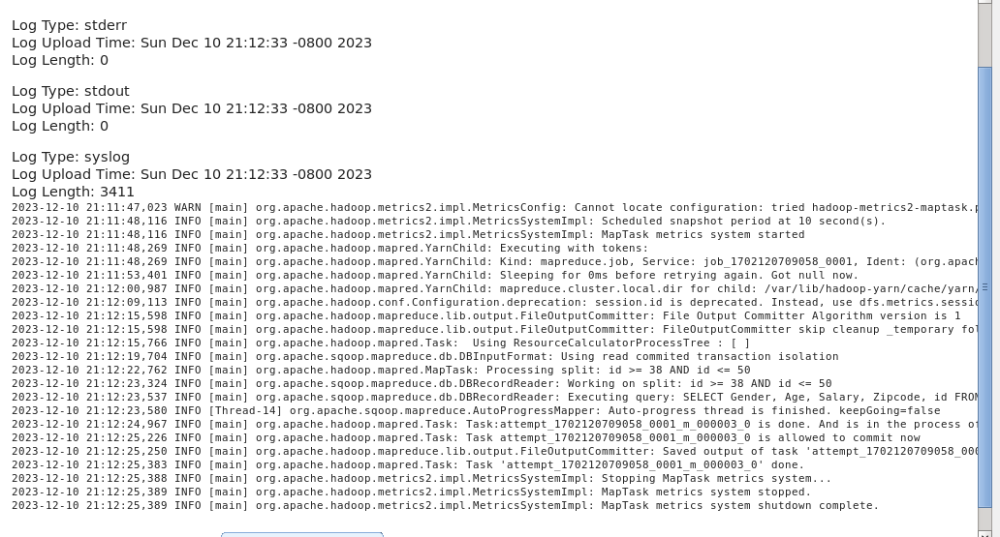 Log Type: stderr
Log Upload Time: Sun Dec 10 21:12:33 -0800 2023
Log Length: 0
Log Type: stdout
Log Upload Time: Sun Dec 10 21:12:33 -0800 2023
Log Length: 0
Log Type: syslog
Log Upload Time: Sun Dec 10 21:12:33 -0800 2023
Log Length: 3411
2023-12-10 21:11:47,023 WARN [main] org.apache.hadoop.metrics2.impl.MetricsConfig: Cannot locate configuration: tried hadoop-metrics2-maptask.p
2023-12-10 21:11:48,116 INFO [main] org.apache.hadoop.metrics2.impl.MetricsSystemImpl: Scheduled snapshot period at 10 second(s).
2023-12-10 21:11:48,116 INFO [main] org.apache.hadoop.metrics2.impl.MetricsSystemImpl: MapTask metrics system started
2023-12-10 21:11:48,269 INFO [main] org.apache.hadoop.mapred.YarnChild: Executing with tokens:
2023-12-10 21:11:48,269 INFO [main] org.apache.hadoop.mapred.YarnChild: Kind: mapreduce.job, Service: job_1702120709058_0001, Ident: (org.apach
2023-12-10 21:11:53,401 INFO [main] org.apache.hadoop.mapred.YarnChild: Sleeping for 0ms before retrying again. Got null now.
2023-12-10 21:12:00,987 INFO [main] org.apache.hadoop.mapred.YarnChild: mapreduce.cluster.local.dir for child: /var/lib/hadoop-yarn/cache/yarn/
2023-12-10 21:12:09,113 INFO [main] org.apache.hadoop.conf.Configuration.deprecation: session.id is deprecated. Instead, use dfs.metrics.sessio
2023-12-10 21:12:15,598 INFO [main] org.apache.hadoop.mapreduce.lib.output.FileOutputCommitter: File Output Committer Algorithm version is 1
2023-12-10 21:12:15,598 INFO [main] org.apache.hadoop.mapreduce.lib.output.FileOutputCommitter: FileOutputCommitter skip cleanup _temporary fol
2023-12-10 21:12:15,766 INFO [main] org.apache.hadoop.mapred.Task:  Using ResourceCalculatorProcessTree : [ ]
2023-12-10 21:12:19,704 INFO [main] org.apache.sqoop.mapreduce.db.DBInputFormat: Using read commited transaction isolation
2023-12-10 21:12:22,762 INFO [main] org.apache.hadoop.mapred.MapTask: Processing split: id >= 38 AND id <= 50
2023-12-10 21:12:23,324 INFO [main] org.apache.sqoop.mapreduce.db.DBRecordReader: Working on split: id >= 38 AND id <= 50
2023-12-10 21:12:23,537 INFO [main] org.apache.sqoop.mapreduce.db.DBRecordReader: Executing query: SELECT Gender, Age, Salary, Zipcode, id FROM
2023-12-10 21:12:23,580 INFO [Thread-14] org.apache.sqoop.mapreduce.AutoProgressMapper: Auto-progress thread is finished. keepGoing=false
2023-12-10 21:12:24,967 INFO [main] org.apache.hadoop.mapred.Task: Task:attempt_1702120709058_0001_m_000003_0 is done. And is in the process of
2023-12-10 21:12:25,226 INFO [main] org.apache.hadoop.mapred.Task: Task attempt_1702120709058_0001_m_000003_0 is allowed to commit now
2023-12-10 21:12:25,250 INFO [main] org.apache.hadoop.mapreduce.lib.output.FileOutputCommitter: Saved output of task 'attempt_1702120709058_000
2023-12-10 21:12:25,383 INFO [main] org.apache.hadoop.mapred.Task: Task 'attempt_1702120709058_0001_m_000003_0' done.
2023-12-10 21:12:25,388 INFO [main] org.apache.hadoop.metrics2.impl.MetricsSystemImpl: Stopping MapTask metrics system...
2023-12-10 21:12:25,389 INFO [main] org.apache.hadoop.metrics2.impl.MetricsSystemImpl: MapTask metrics system stopped.
2023-12-10 21:12:25,389 INFO [main] org.apache.hadoop.metrics2.impl.MetricsSystemImpl: MapTask metrics system shutdown complete.